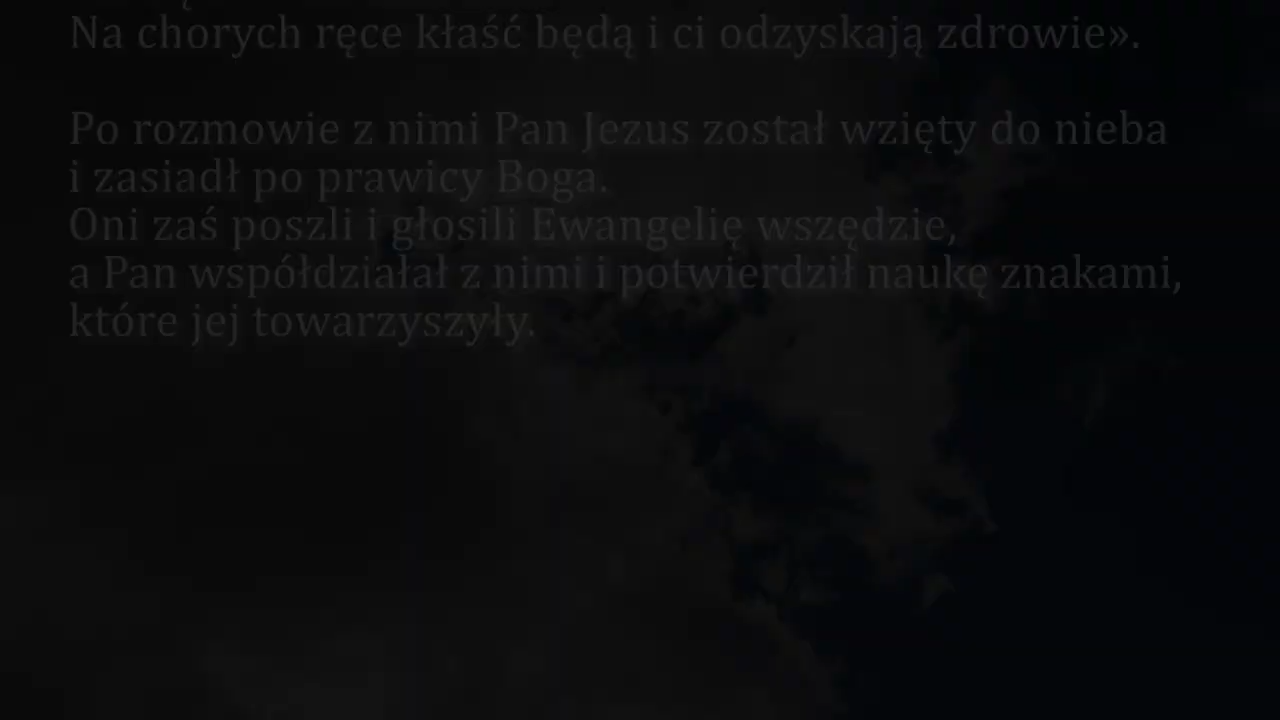 Na chorych ręce kłaść będą i ci odzyskają zdrowie».
Po rozmowie z nimi Pan Jezus został wzięty do nieba
i zasiadł po prawicy Boga.
Oni zaś poszli i głosili Ewangelię wszędzie,
a Pan współdziałał z nimi i potwierdził naukę znakami,
które jej towarzyszyły.